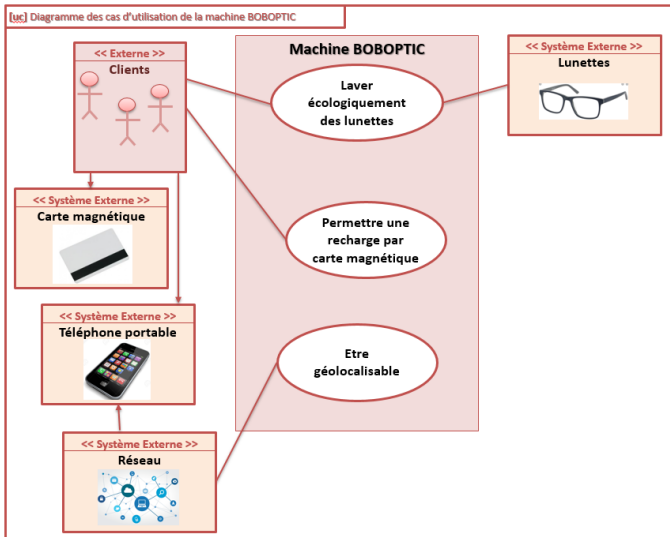 [uc] Diagramme des cas d'utilisation de la machine BOBOPTIC
<< Externe >>
Clients
Machine BOBOPTIC
Laver
écologiquement
des lunettes
<< Système Externe >>
Lunettes
<< Système Externe >>
Carte magnétique
Permettre une
recharge par
carte magnétique
<< Système Externe >>
Téléphone portable
Etre
géolocalisable
<< Système Externe >>
Réseau